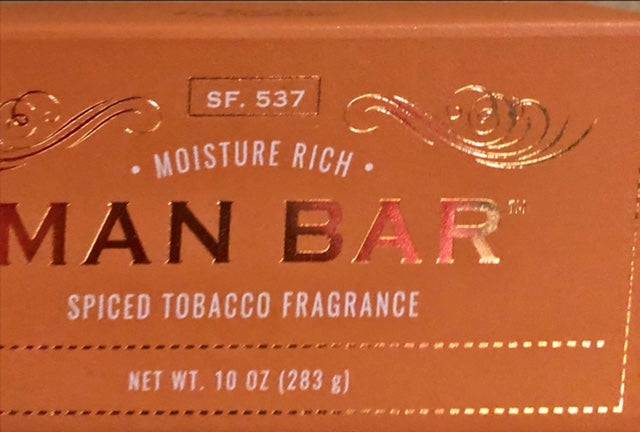 SF. 537
• MOISTURE RICH •
MAN BAR™
SPICED TOBACCO FRAGRANCE
NET WT. 10 OZ (283 g)